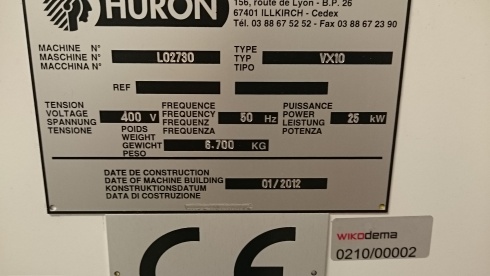 HURON
156, route de Lyon - B.P. 26
67401 ILLKIRCH - Cedex
Tél. 03 88 67 52 52 - Fax 03 88 67 23 90
MACHINE N°
MASCHINE N° L02730
MACCHINA N°
TYPE
TYP VX10
TIPO
REF
TENSION
VOLTAGE
SPANNUNG
TENSIONE
400 V
FREQUENCE
FREQUENCY
FREQUENZ
FREQUENZA
50 Hz
PUISSANCE
POWER
LEISTUNG
POTENZA
25 kW
POIDS
WEIGHT
GEWICHT
PESO
6.700 KG
DATE DE CONSTRUCTION
DATE OF MACHINE BUILDING
KONSTRUKTIONSDATUM
DATA DI COSTRUZIONE
01/2012
CE
WIKODEMA
0210/00002